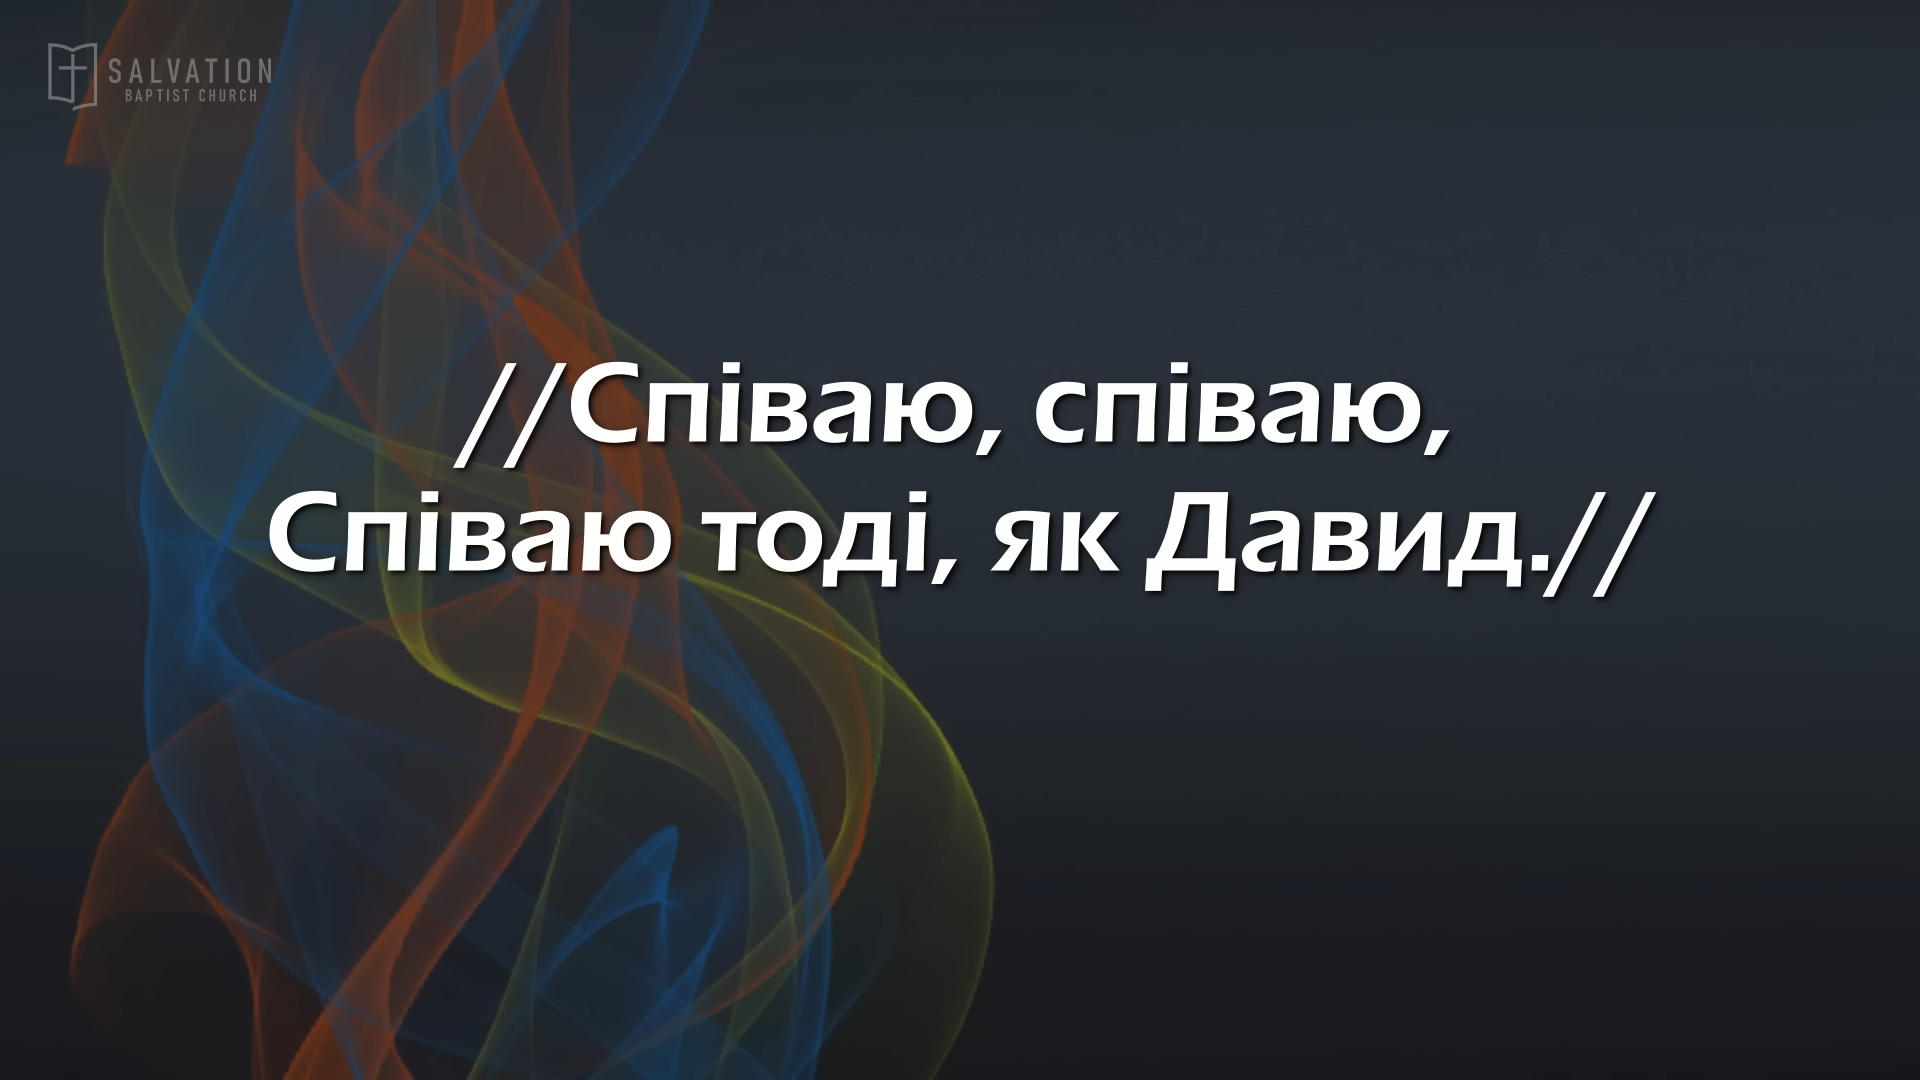 SALVATION
BAPTIST CHURCH
//Співаю, співаю,
Співаю тоді, як Давид.//